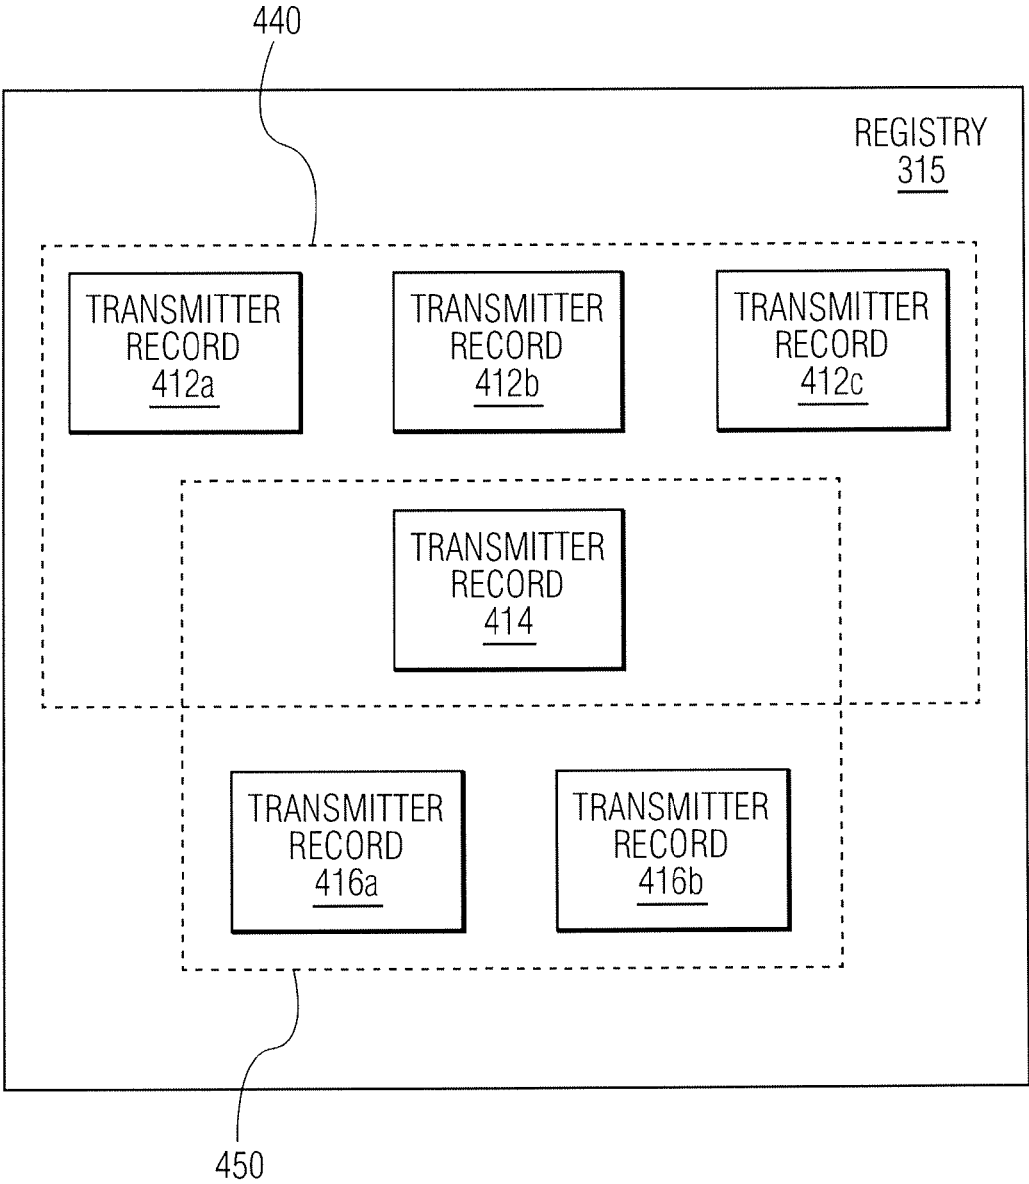 440
REGISTRY
315
TRANSMITTER
RECORD
412a
TRANSMITTER
RECORD
412b
TRANSMITTER
RECORD
412c
TRANSMITTER
RECORD
414
TRANSMITTER
RECORD
416a
TRANSMITTER
RECORD
416b
450